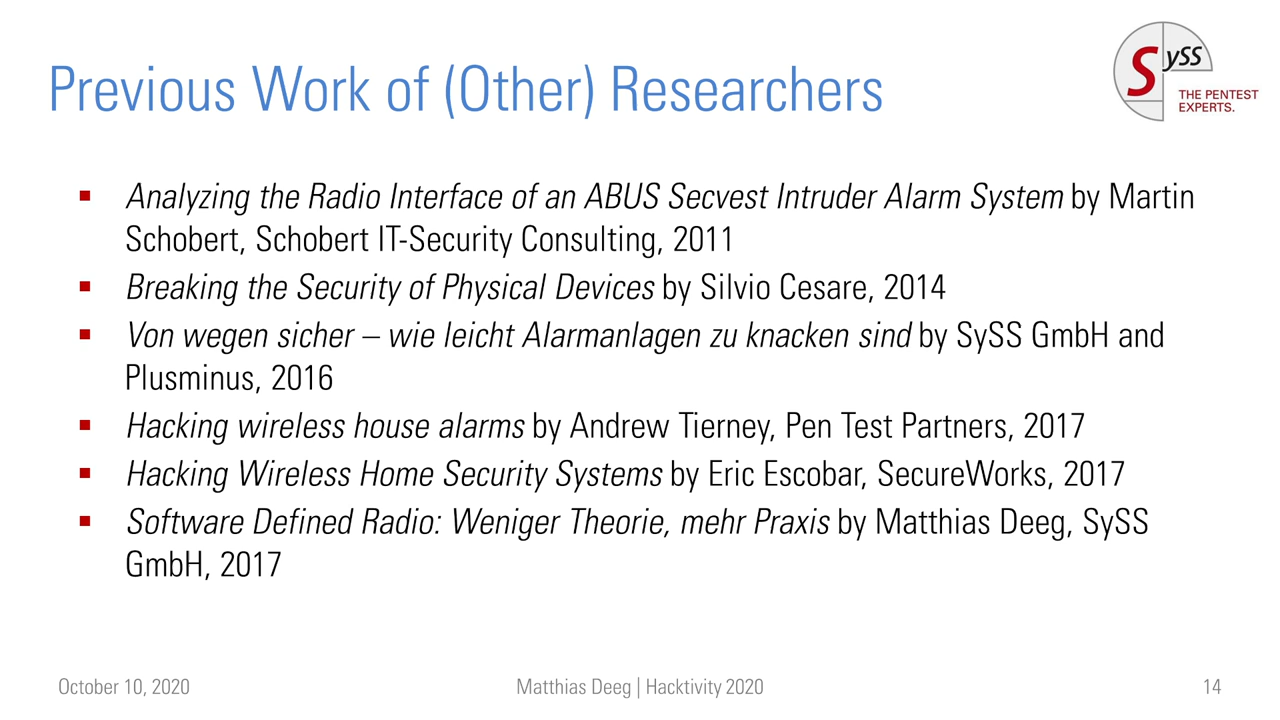 Previous Work of (Other) Researchers
SySS
THE PENTEST
EXPERTS.
▪ Analyzing the Radio Interface of an ABUS Secvest Intruder Alarm System by Martin
Schobert, Schobert IT-Security Consulting, 2011
▪ Breaking the Security of Physical Devices by Silvio Cesare, 2014
▪ Von wegen sicher – wie leicht Alarmanlagen zu knacken sind by SySS GmbH and
Plusminus, 2016
▪ Hacking wireless house alarms by Andrew Tierney, Pen Test Partners, 2017
▪ Hacking Wireless Home Security Systems by Eric Escobar, SecureWorks, 2017
▪ Software Defined Radio: Weniger Theorie, mehr Praxis by Matthias Deeg, SySS
GmbH, 2017
October 10, 2020
Matthias Deeg | Hacktivity 2020
14